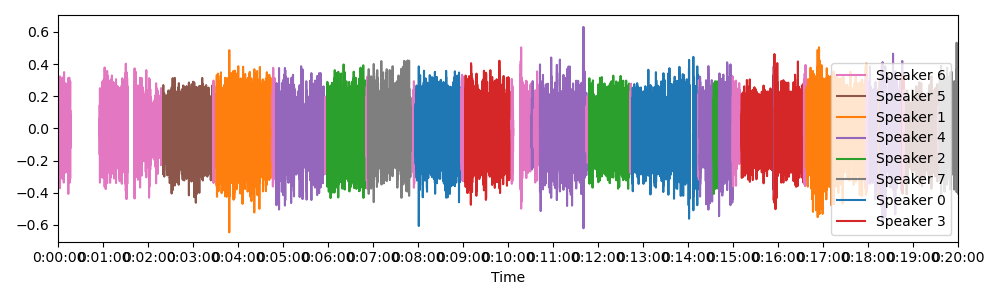 0.6
0.4
0.2
0.0
−0.2
−0.4
−0.6
0:00:00 0:01:00 0:02:00 0:03:00 0:04:00 0:05:00 0:06:00 0:07:00 0:08:00 0:09:00 0:10:00 0:11:00 0:12:00 0:13:00 0:14:00 0:15:00 0:16:00 0:17:00 0:18:00 0:19:00 0:20:00
Time
Speaker 6
Speaker 5
Speaker 1
Speaker 4
Speaker 2
Speaker 7
Speaker 0
Speaker 3